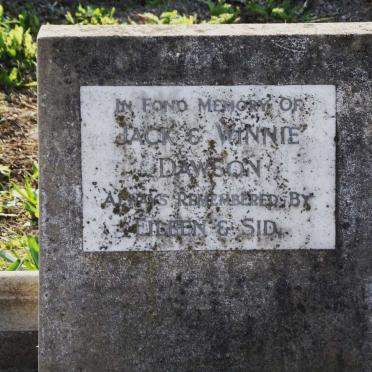 In Fond Memory Of
Jack & Winnie
Dawson
Always Remembered By
Eileen & Sid.